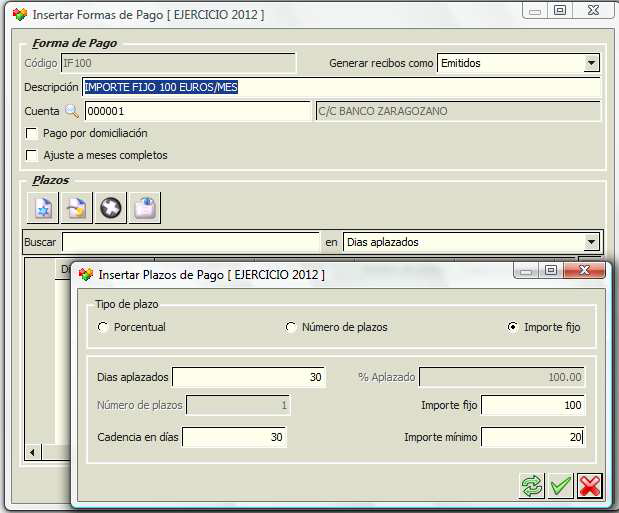 Insertar Formas de Pago [ EJERCICIO 2012 ]
Forma de Pago
Código IF100 Generar recibos como Emitidos
Descripción IMPORTE FIJO 100 EUROS/MES
Cuenta 000001 C/C BANCO ZARAGOZANO
Pago por domiciliación
Ajuste a meses completos
Plazos
Buscar en Dias aplazados
Insertar Plazos de Pago [ EJERCICIO 2012 ]
Tipo de plazo
Porcentual Número de plazos Importe fijo
Dias aplazados 30 % Aplazado 100.00
Número de plazos 1 Importe fijo 100
Cadencia en días 30 Importe mínimo 20